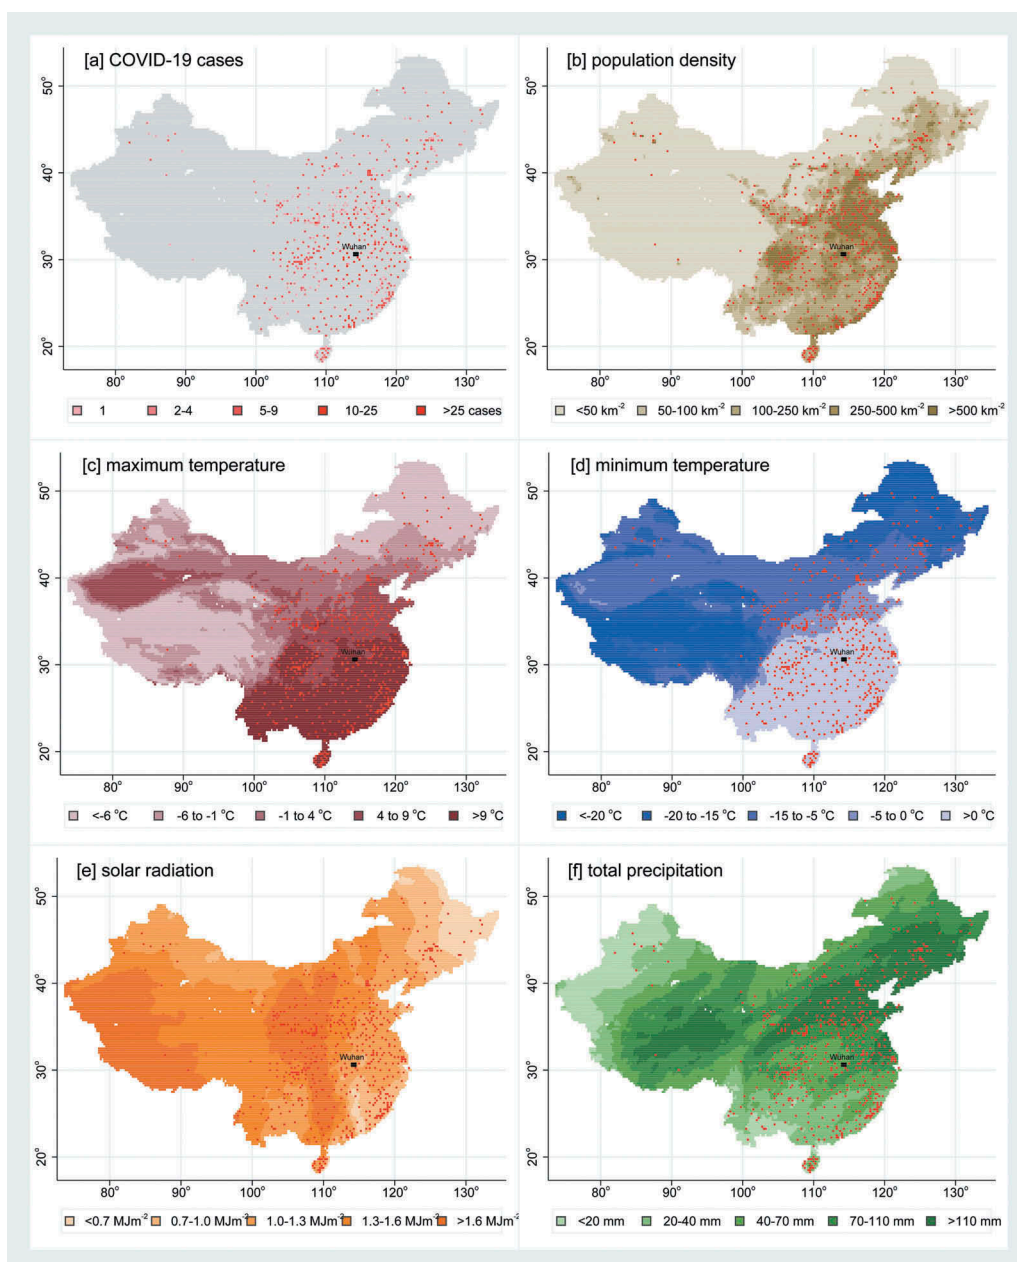 [a] COVID-19 cases
50°
40°
30°
20°
Wuhan
80° 90° 100° 110° 120° 130°
1 2-4 5-9 10-25 >25 cases
[b] population density
50°
40°
30°
20°
Wuhan
80° 90° 100° 110° 120° 130°
<50 km⁻² 50-100 km⁻² 100-250 km⁻² 250-500 km⁻² >500 km⁻²
[c] maximum temperature
50°
40°
30°
20°
Wuhan
80° 90° 100° 110° 120° 130°
<-6 °C -6 to -1 °C -1 to 4 °C 4 to 9 °C >9 °C
[d] minimum temperature
50°
40°
30°
20°
Wuhan
80° 90° 100° 110° 120° 130°
<-20 °C -20 to -15 °C -15 to -5 °C -5 to 0 °C >0 °C
[e] solar radiation
50°
40°
30°
20°
Wuhan
80° 90° 100° 110° 120° 130°
<0.7 MJm⁻² 0.7-1.0 MJm⁻² 1.0-1.3 MJm⁻² 1.3-1.6 MJm⁻² >1.6 MJm⁻²
[f] total precipitation
50°
40°
30°
20°
Wuhan
80° 90° 100° 110° 120° 130°
<20 mm 20-40 mm 40-70 mm 70-110 mm >110 mm